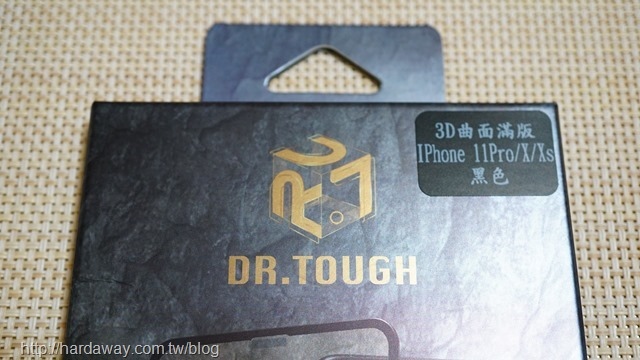 3D曲面滿版
IPhone 11Pro/X/Xs
黑色
DR.TOUGH
http://hardaway.com.tw/blog